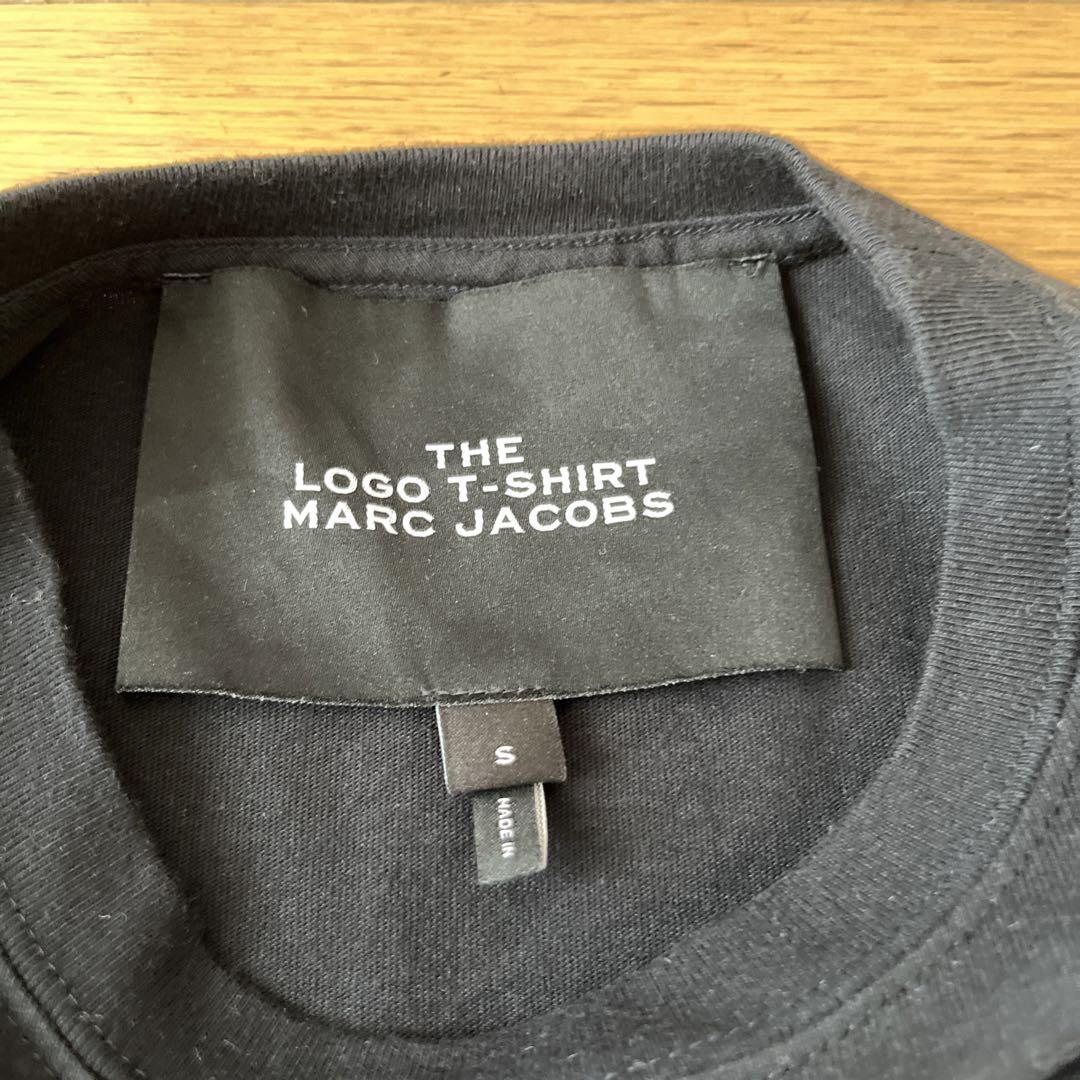 THE
LOGO T-SHIRT
MARC JACOBS
S
MADE IN